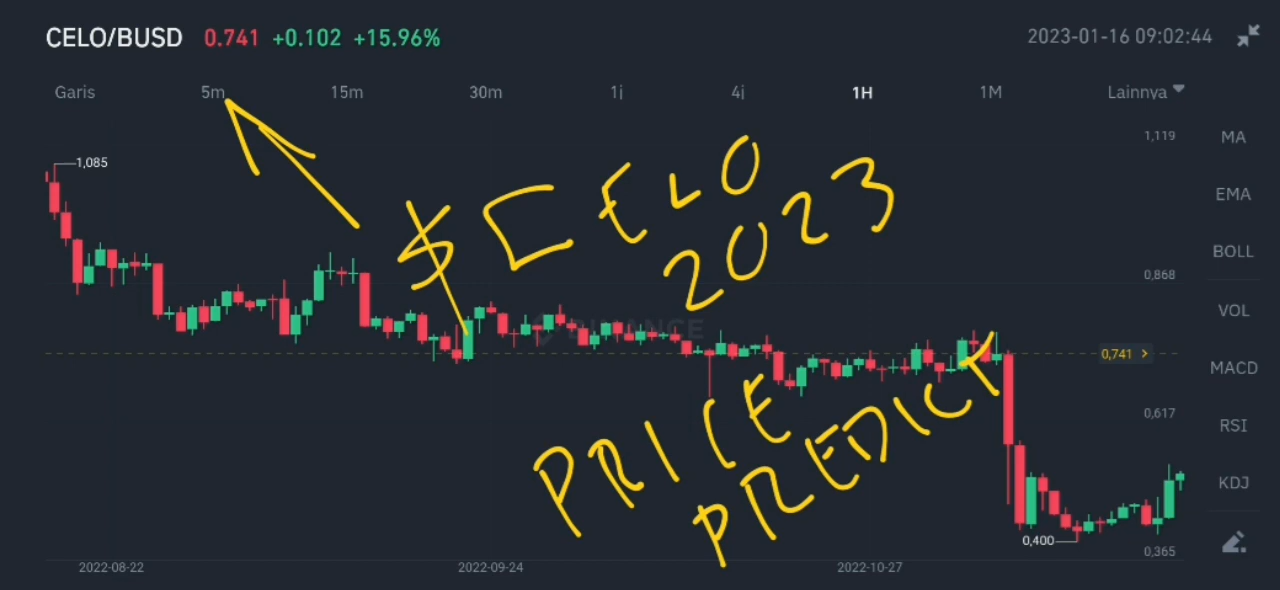 CELO/BUSD 0.741 +0.102 +15.96% 2023-01-16 09:02:44
Garis 5m 15m 30m 1j 4j 1H 1M Lainnya
1,119
MA
1,085
$CELO
2023
EMA
BOLL
0,868
VOL
BINANCE
0,741 >
MACD
PRICE
PREDICT
0,617
RSI
KDJ
0,400
0,365
2022-08-22 2022-09-24 2022-10-27